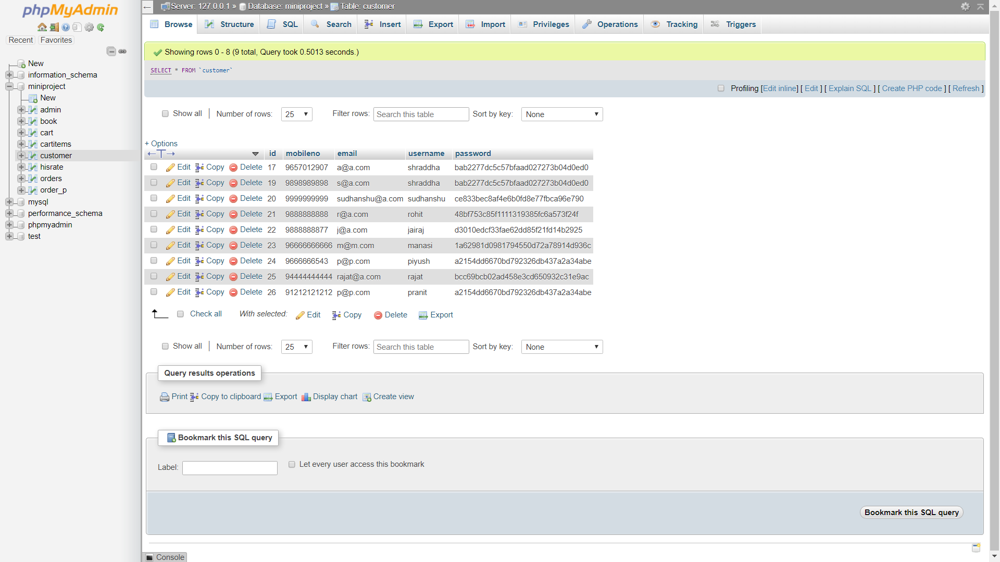 phpMyAdmin
Recent Favorites
New
information_schema
miniproject
New
admin
book
cart
cartitems
customer
hisrate
orders
order_p
mysql
performance_schema
phpmyadmin
test
Server: 127.0.0.1 » Database: miniproject » Table: customer
Browse Structure SQL Search Insert Export Import Privileges Operations Tracking Triggers
Showing rows 0 - 8 (9 total, Query took 0.5013 seconds.)
SELECT * FROM `customer`
Profiling [Edit inline] [ Edit ] [ Explain SQL ] [ Create PHP code ] [ Refresh ]
Show all | Number of rows: 25 Filter rows: Search this table Sort by key: None
+ Options
id mobileno email username password
Edit Copy Delete 17 9657012907 a@a.com shraddha bab2277dc5c57bfaad027273b04d0ed0
Edit Copy Delete 19 9898989898 s@a.com shraddha bab2277dc5c57bfaad027273b04d0ed0
Edit Copy Delete 20 9999999999 sudhanshu@a.com sudhanshu ce833bec8af4e6b0fd8e77fbca96e790
Edit Copy Delete 21 9888888888 r@a.com rohit 48bf753c85f1111319385fc6a573f24f
Edit Copy Delete 22 9888888877 j@a.com jairaj d3010edcf33fae62dd85f21fd14b2925
Edit Copy Delete 23 96666666666 m@m.com manasi 1a62981d0981794550d72a78914d936c
Edit Copy Delete 24 9666666543 p@p.com piyush a2154dd6670bd792326db437a2a34abe
Edit Copy Delete 25 94444444444 rajat@a.com rajat bcc69bcb02ad458e3cd650932c31e9ac
Edit Copy Delete 26 91212121212 p@p.com pranit a2154dd6670bd792326db437a2a34abe
Check all With selected: Edit Copy Delete Export
Show all | Number of rows: 25 Filter rows: Search this table Sort by key: None
Query results operations
Print Copy to clipboard Export Display chart Create view
Bookmark this SQL query
Label: Let every user access this bookmark
Bookmark this SQL query
Console